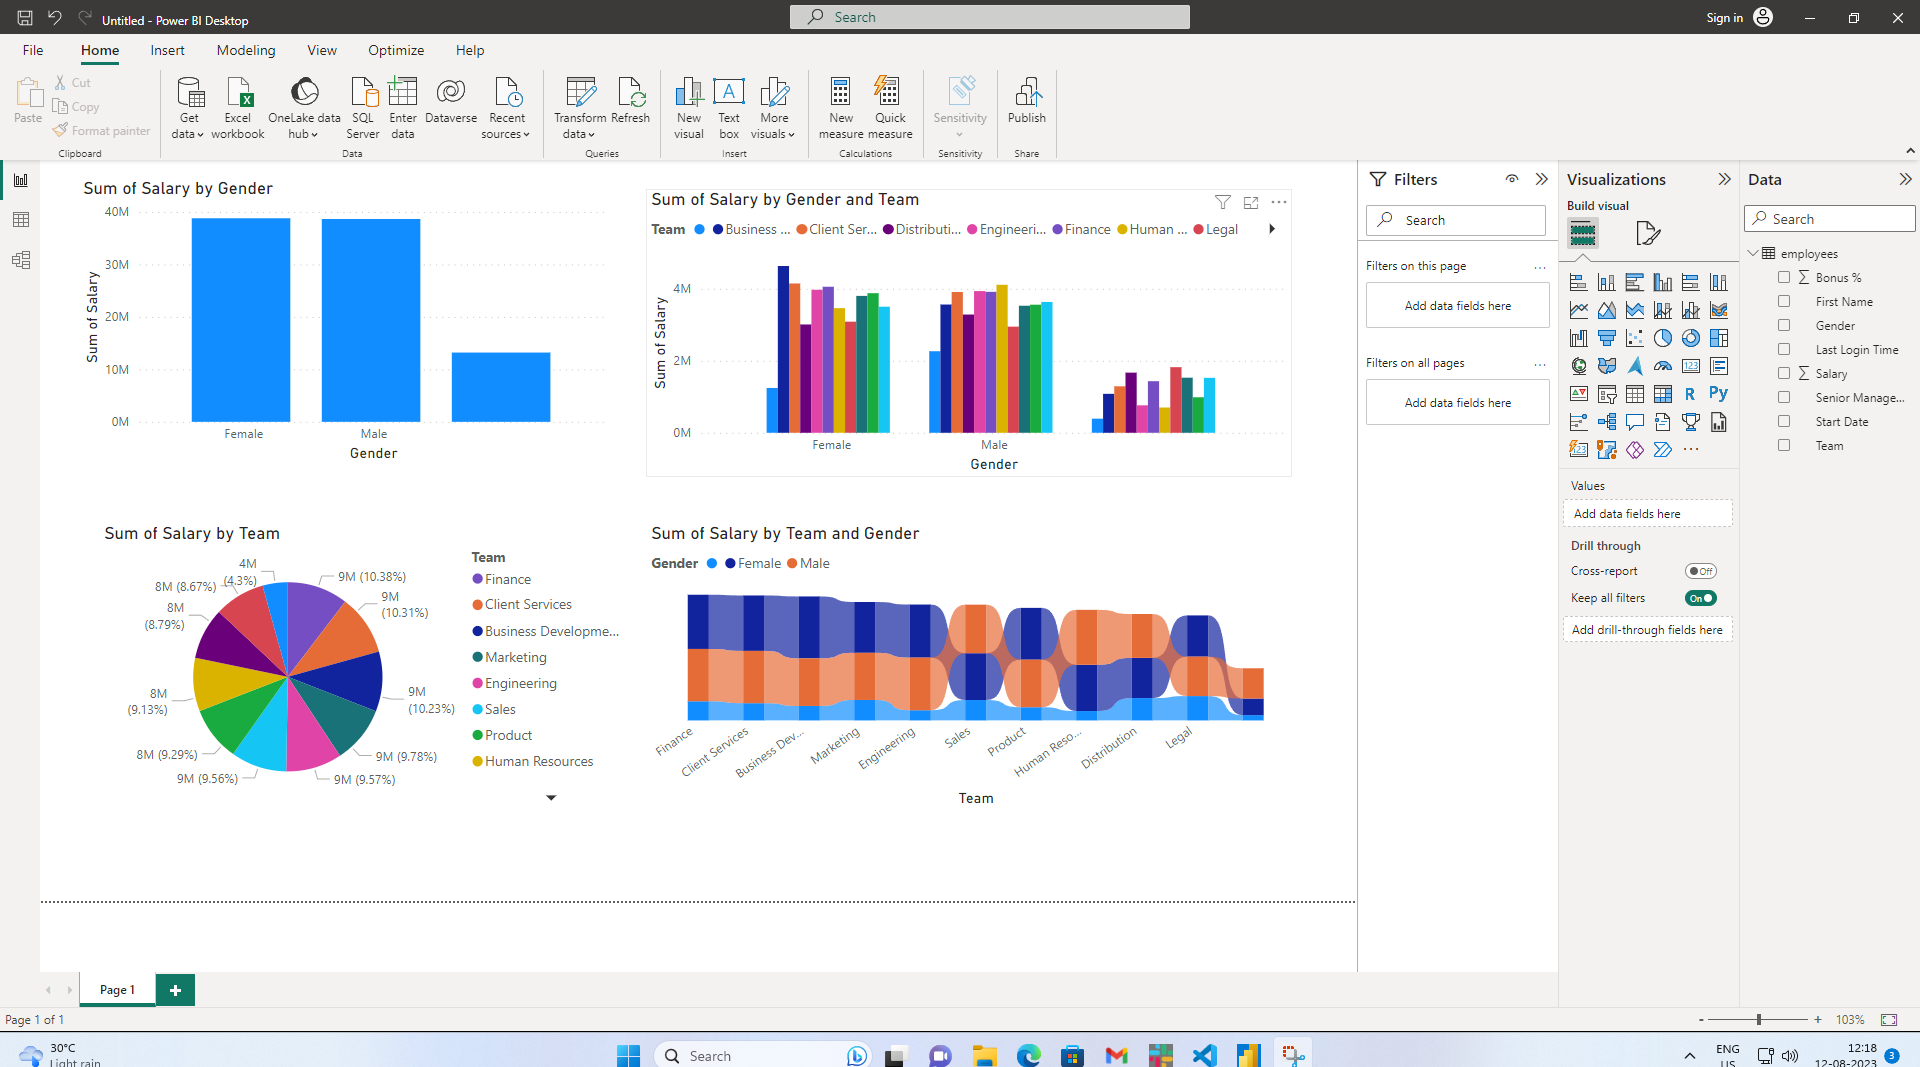 Untitled - Power BI Desktop
Search
Sign in
File
Home
Insert
Modeling
View
Optimize
Help
Paste
Cut
Copy
Format painter
Clipboard
Get data
Excel workbook
OneLake data hub
SQL Server
Enter data
Dataverse
Recent sources
Data
Transform data
Refresh
Queries
New visual
Text box
More visuals
Insert
New measure
Quick measure
Calculations
Sensitivity
Sensitivity
Publish
Share
Sum of Salary by Gender
Sum of Salary
40M
30M
20M
10M
0M
Female
Male
Gender
Sum of Salary by Gender and Team
Team
Business ...
Client Ser...
Distributi...
Engineeri...
Finance
Human ...
Legal
Sum of Salary
4M
2M
0M
Female
Male
Gender
Sum of Salary by Team
4M
(4.3%)
8M (8.67%)
8M
(8.79%)
8M
(9.13%)
8M (9.29%)
9M (9.56%)
9M (9.57%)
9M (9.78%)
9M
(10.23%)
9M
(10.31%)
9M (10.38%)
Team
Finance
Client Services
Business Developme...
Marketing
Engineering
Sales
Product
Human Resources
Sum of Salary by Team and Gender
Gender
Female
Male
Finance
Client Services
Business Dev...
Marketing
Engineering
Sales
Product
Human Reso...
Distribution
Legal
Team
Filters
Search
Filters on this page
...
Add data fields here
Filters on all pages
...
Add data fields here
Visualizations
Build visual
123
R
Py
123
...
Values
Add data fields here
Drill through
Cross-report
Off
Keep all filters
On
Add drill-through fields here
Data
Search
employees
Bonus %
First Name
Gender
Last Login Time
Salary
Senior Manage...
Start Date
Team
Page 1
+
Page 1 of 1
- + 103%
30°C
Light rain
Search
ENG
US
12:18
12-08-2023
3